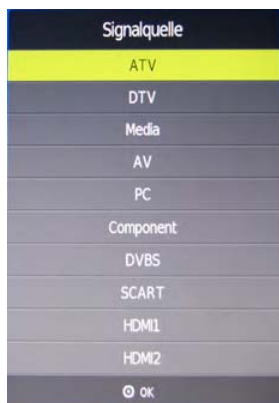 Signalquelle
ATV
DTV
Media
AV
PC
Component
DVBS
SCART
HDMI1
HDMI2
OK